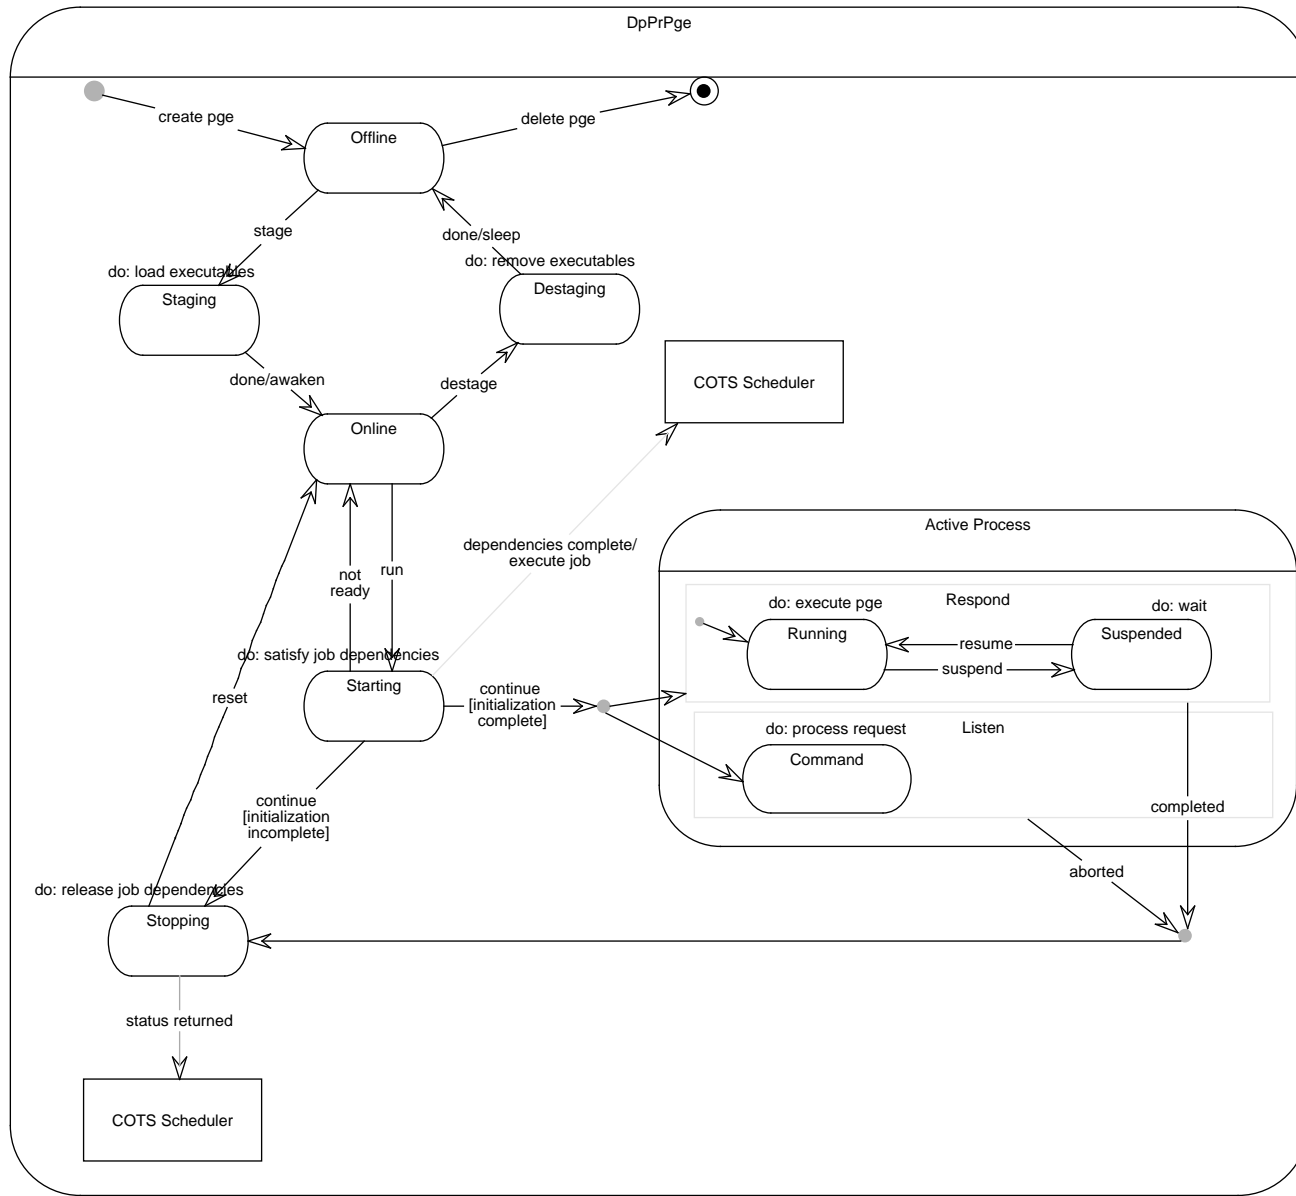 DpPrPge
create pge
delete pge
Offline
stage
done/sleep
do: load executables
do: remove executables
Staging
Destaging
done/awaken
destage
COTS Scheduler
Online
Active Process
dependencies complete/
execute job
not
ready
run
do: execute pge
Respond
do: wait
Running
resume
Suspended
suspend
do: satisfy job dependencies
Starting
reset
continue
[initialization
complete]
do: process request
Listen
Command
continue
[initialization
incomplete]
completed
aborted
do: release job dependencies
Stopping
status returned
COTS Scheduler